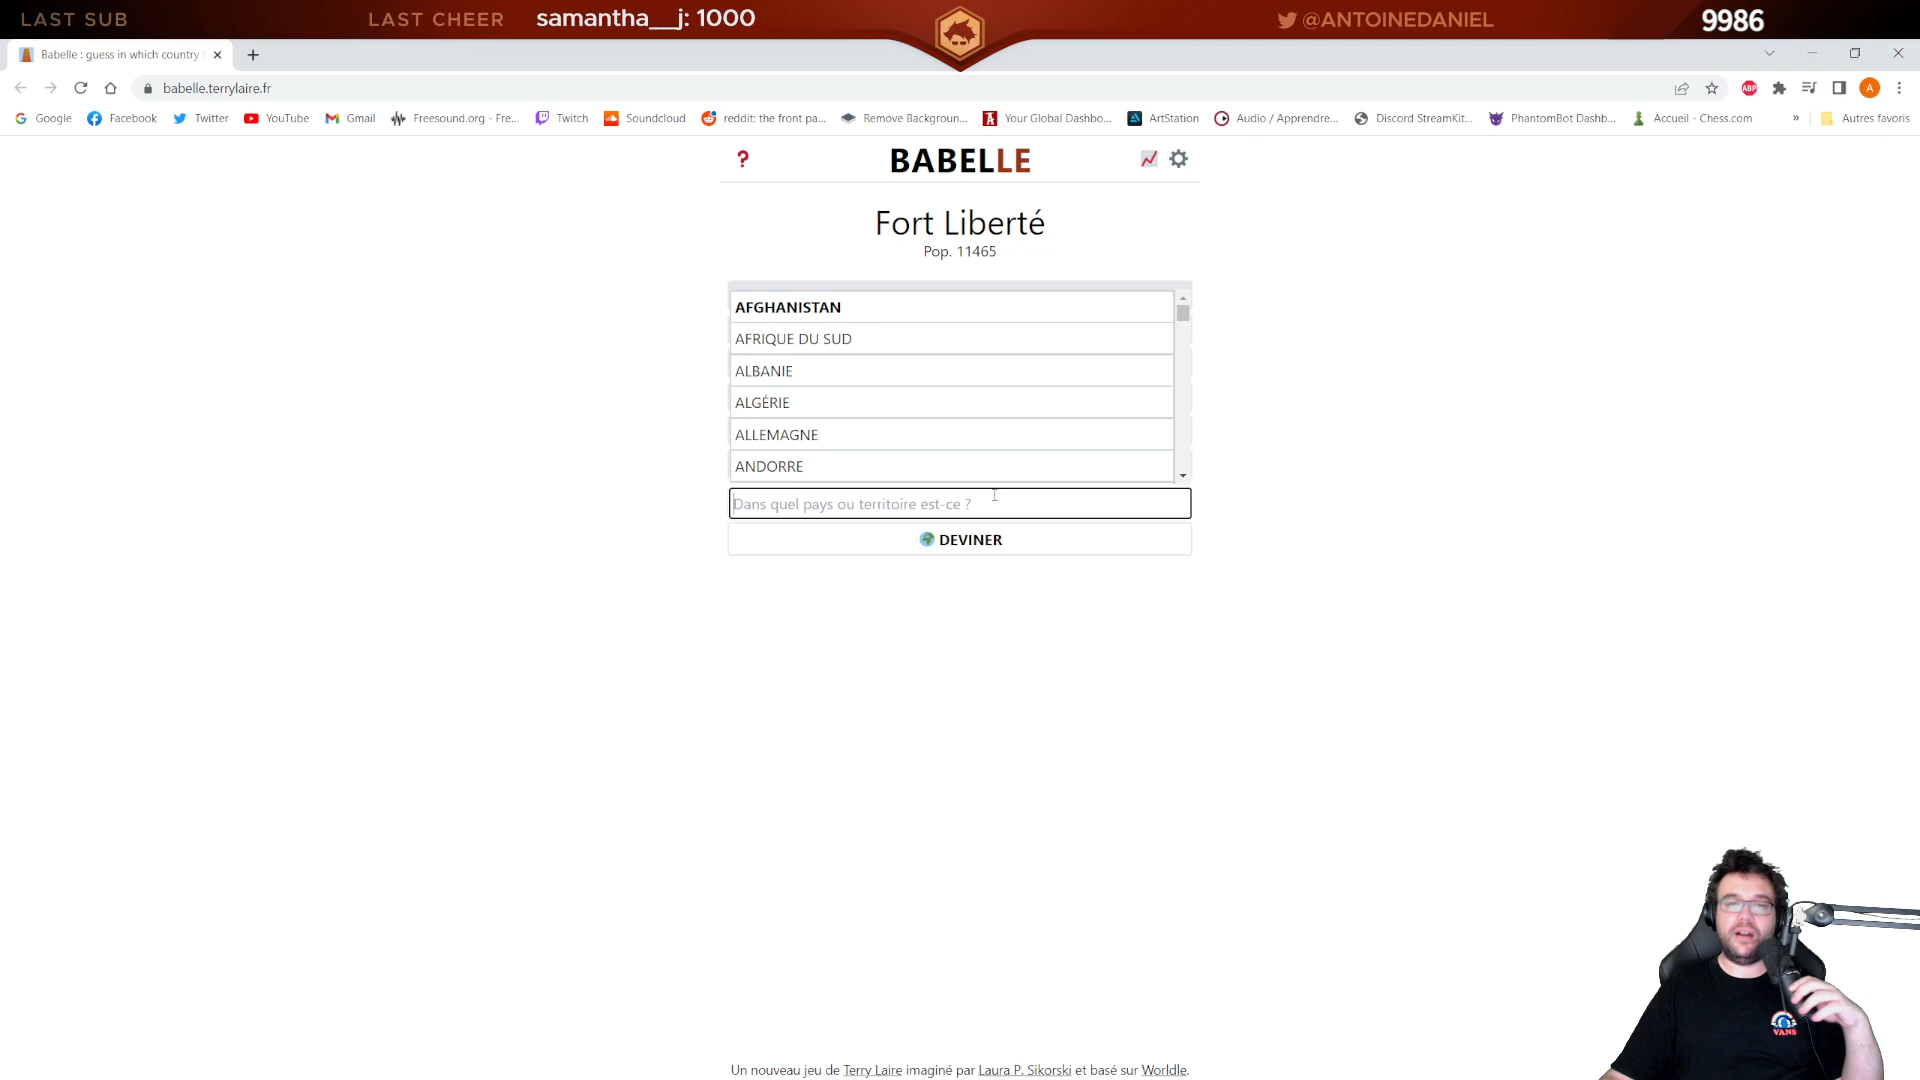 LAST SUB
LAST CHEER samantha__j: 1000
@ANTOINEDANIEL
9986
Babelle : guess in which country
babelle.terrylaire.fr
ABP
A
Google Facebook Twitter YouTube Gmail Freesound.org - Fre... Twitch Soundcloud reddit: the front pa... Remove Backgroun... Your Global Dashbo... ArtStation Audio / Apprendre... Discord StreamKit... PhantomBot Dashb... Accueil - Chess.com » Autres favoris
? BABELLE
Fort Liberté
Pop. 11465
AFGHANISTAN
AFRIQUE DU SUD
ALBANIE
ALGÉRIE
ALLEMAGNE
ANDORRE
Dans quel pays ou territoire est-ce ?
DEVINER
VANS
Un nouveau jeu de Terry Laire imaginé par Laura P. Sikorski et basé sur Worldle.